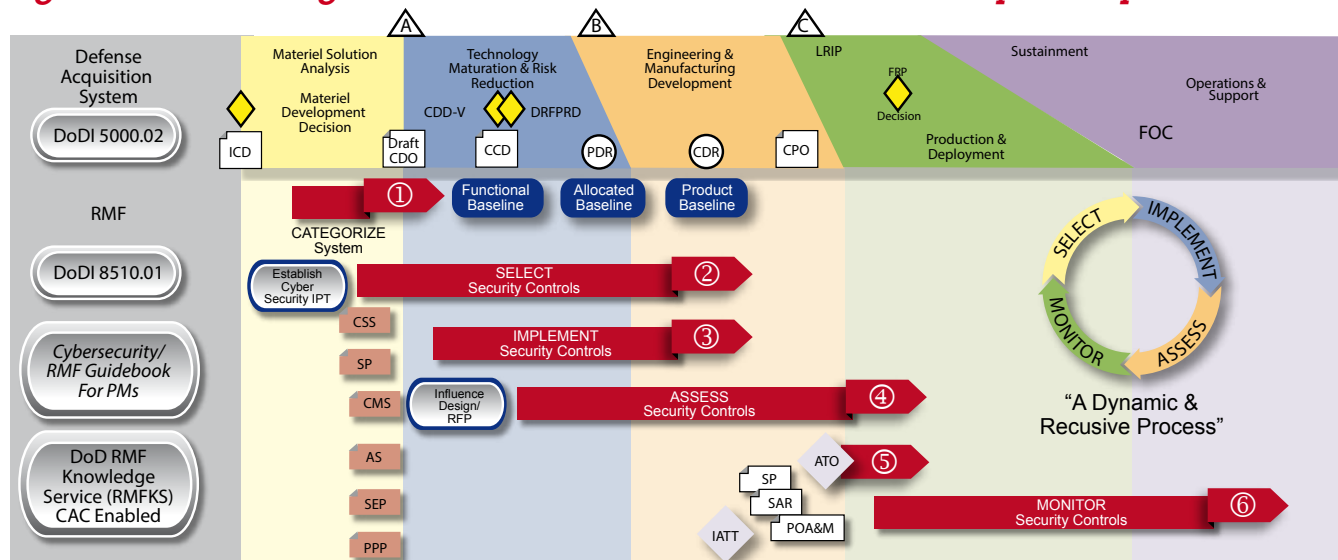 A
B
C
Defense
Acquisition
System
DoDI 5000.02
Materiel Solution
Analysis
Materiel
Development
Decision
ICD
Draft
CDO
Technology
Maturation & Risk
Reduction
CDD-V
DRFPRD
CCD
PDR
Engineering &
Manufacturing
Development
CDR
CPO
LRIP
FRP
Decision
Production &
Deployment
Sustainment
Operations &
Support
FOC
RMF
①
CATEGORIZE
System
Functional
Baseline
Allocated
Baseline
Product
Baseline
DoDI 8510.01
Establish
Cyber
Security IPT
SELECT
Security Controls
②
CSS
IMPLEMENT
Security Controls
③
Cybersecurity/
RMF Guidebook
For PMs
SP
CMS
Influence
Design/
RFP
ASSESS
Security Controls
④
SELECT
IMPLEMENT
ASSESS
MONITOR
“A Dynamic &
Recusive Process”
DoD RMF
Knowledge
Service (RMFKS)
CAC Enabled
AS
SEP
PPP
ATO
⑤
SP
SAR
POA&M
IATT
MONITOR
Security Controls
⑥